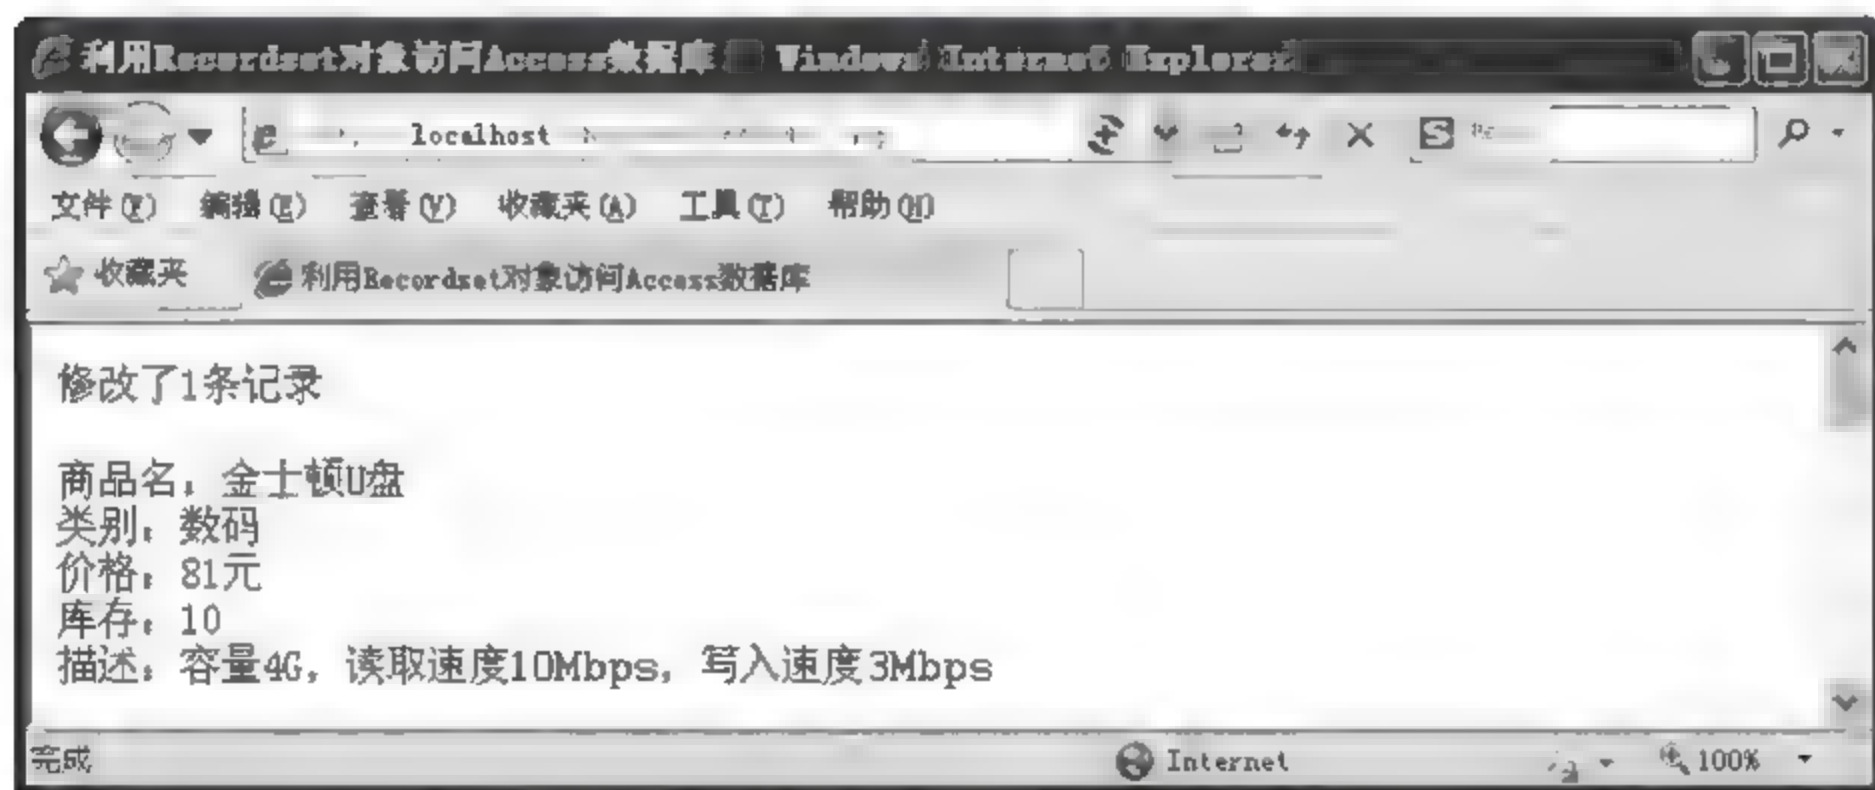 利用Recordset对象访问Access数据库 Windows Internet Explorer
localhost
文件(F) 编辑(E) 查看(V) 收藏夹(A) 工具(T) 帮助(H)
收藏夹 利用Recordset对象访问Access数据库
修改了1条记录
商品名：金士顿U盘
类别：数码
价格：81元
库存：10
描述：容量4G，读取速度10Mbps，写入速度3Mbps
完成 Internet 100%